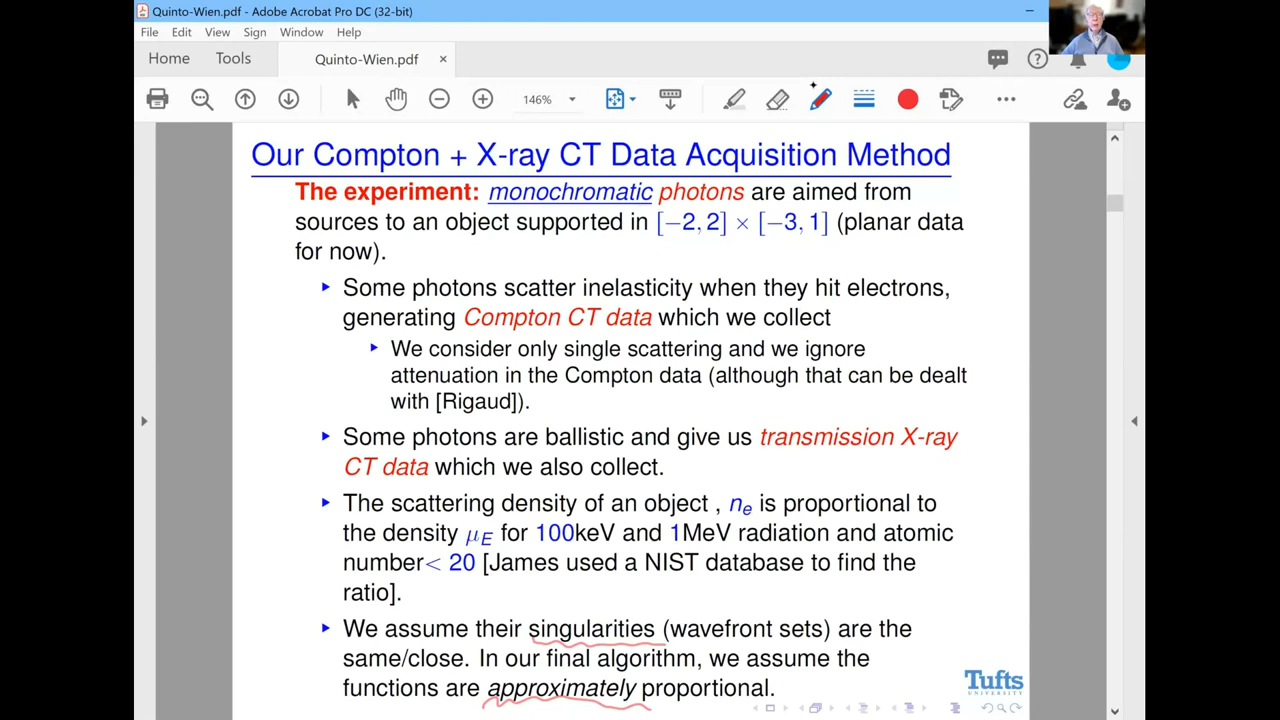 Quinto-Wien.pdf - Adobe Acrobat Pro DC (32-bit)
File Edit View Sign Window Help
Home Tools Quinto-Wien.pdf ×
146%
Our Compton + X-ray CT Data Acquisition Method
The experiment: monochromatic photons are aimed from
sources to an object supported in [−2, 2] × [−3, 1] (planar data
for now).
Some photons scatter inelasticity when they hit electrons,
generating Compton CT data which we collect
We consider only single scattering and we ignore
attenuation in the Compton data (although that can be dealt
with [Rigaud]).
Some photons are ballistic and give us transmission X-ray
CT data which we also collect.
The scattering density of an object , nₑ is proportional to
the density μ_E for 100keV and 1MeV radiation and atomic
number< 20 [James used a NIST database to find the
ratio].
We assume their singularities (wavefront sets) are the
same/close. In our final algorithm, we assume the
functions are approximately proportional.
Tufts
UNIVERSITY